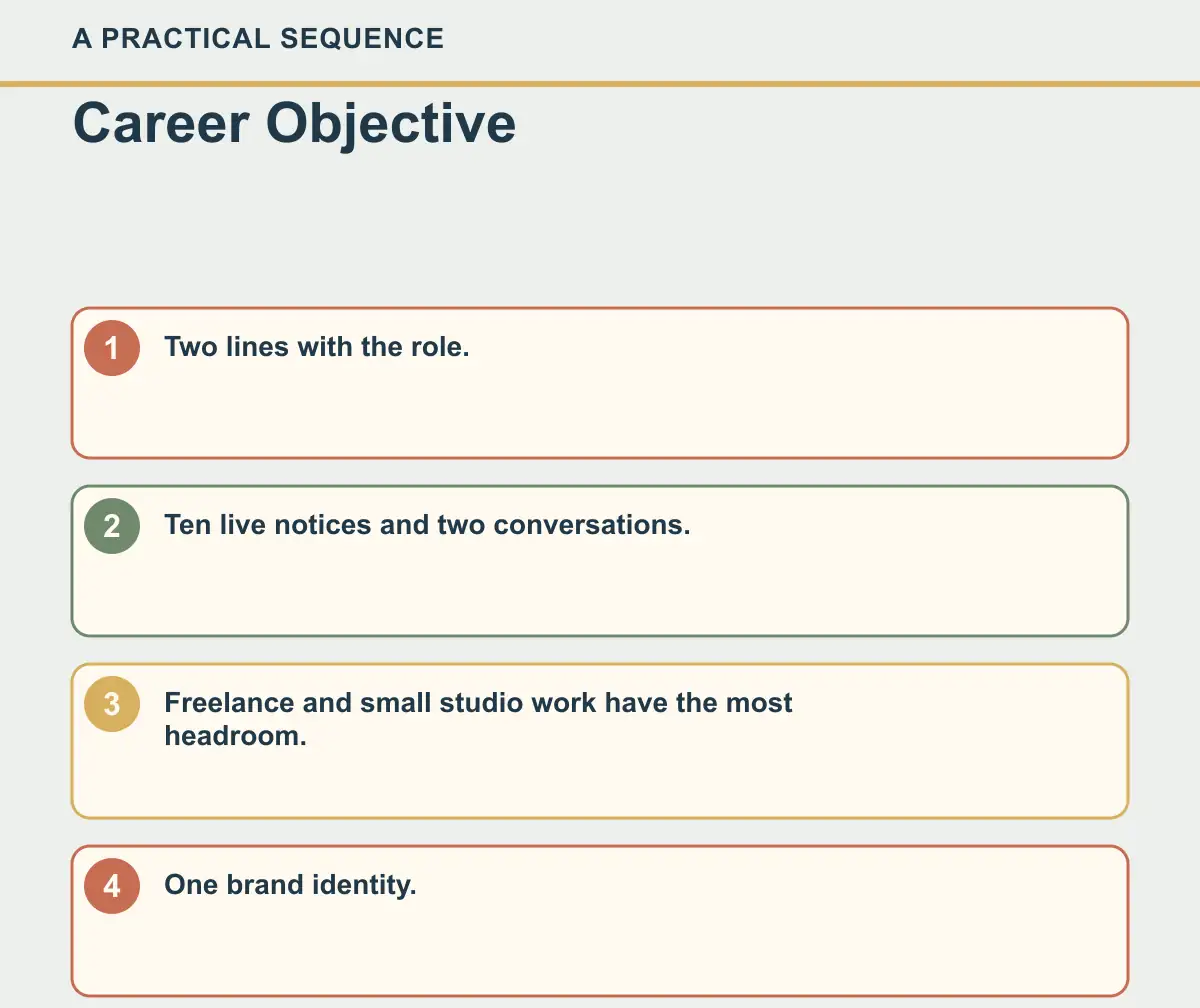 A PRACTICAL SEQUENCE
Career Objective
1
Two lines with the role.
2
Ten live notices and two conversations.
3
Freelance and small studio work have the most
headroom.
4
One brand identity.